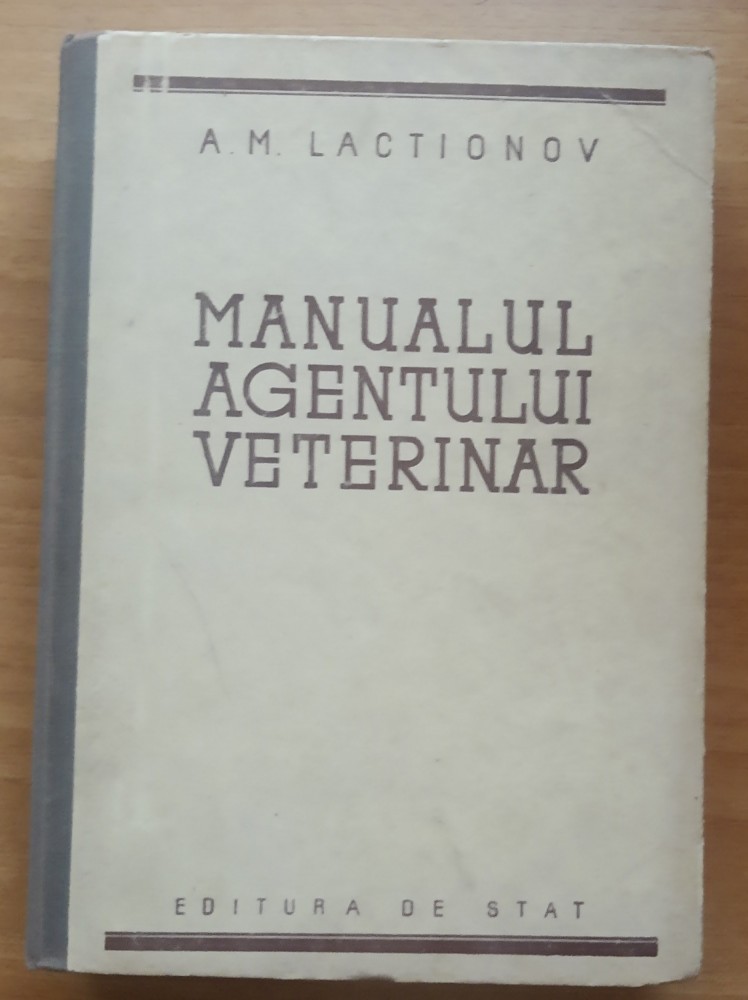 A. M. LACTIONOV
MANUALUL
AGENTULUI
VETERINAR
EDITURA DE STAT